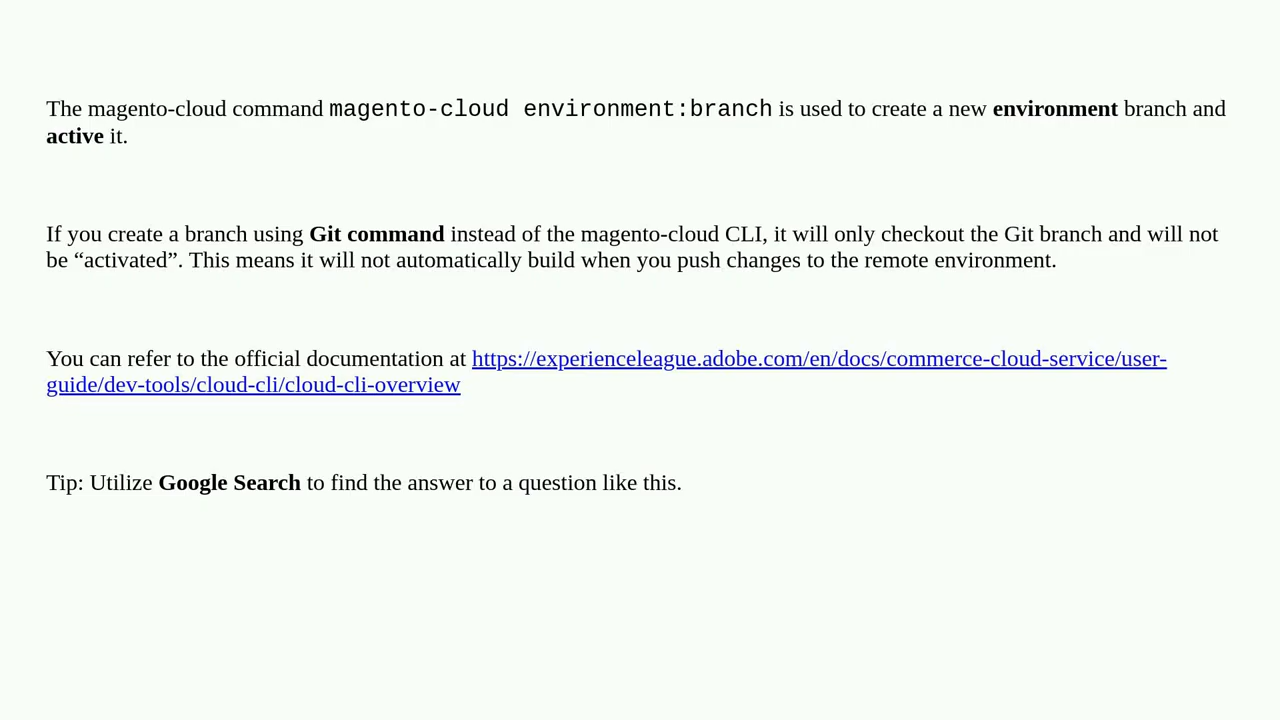 The magento-cloud command magento-cloud environment:branch is used to create a new environment branch and
active it.
If you create a branch using Git command instead of the magento-cloud CLI, it will only checkout the Git branch and will not
be “activated”. This means it will not automatically build when you push changes to the remote environment.
You can refer to the official documentation at https://experienceleague.adobe.com/en/docs/commerce-cloud-service/user-
guide/dev-tools/cloud-cli/cloud-cli-overview
Tip: Utilize Google Search to find the answer to a question like this.